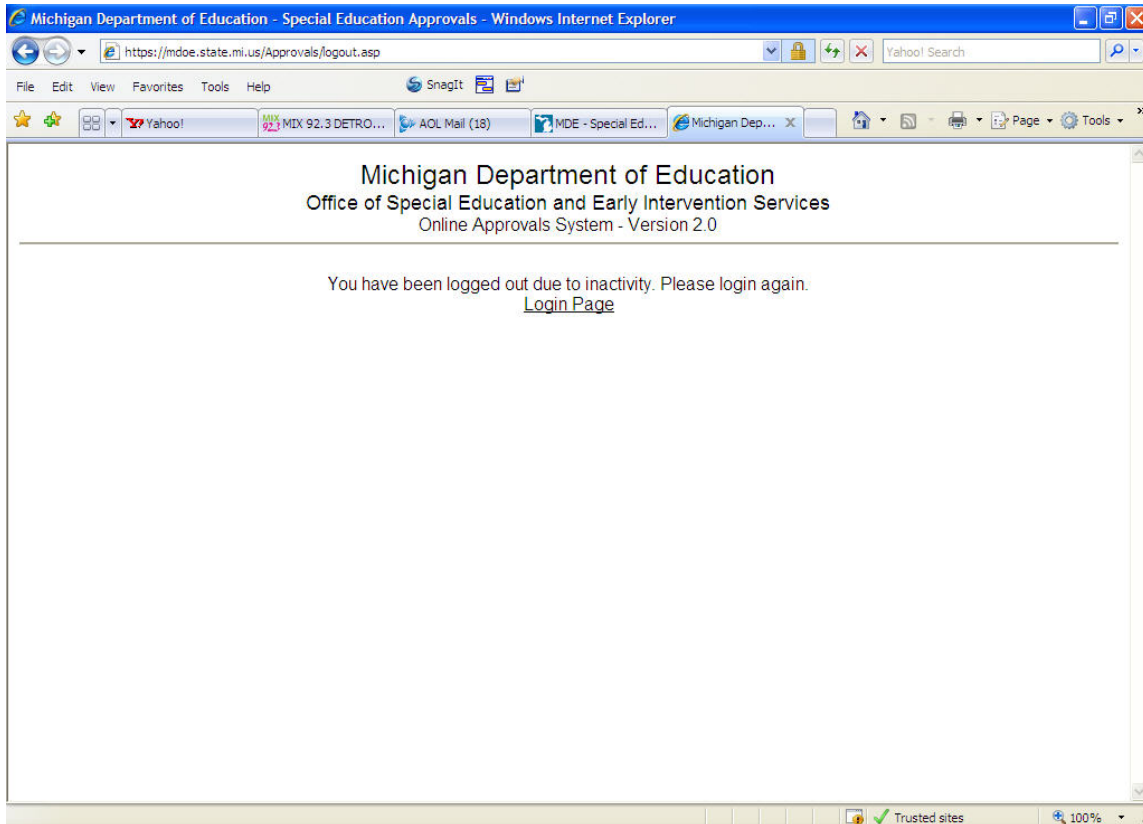 Michigan Department of Education - Special Education Approvals - Windows Internet Explorer
https://mdoe.state.mi.us/Approvals/logout.asp Yahoo! Search
File Edit View Favorites Tools Help SnagIt
Yahoo! MIX 92.3 DETRO... AOL Mail (18) MDE - Special Ed... Michigan Dep... Page Tools
Michigan Department of Education
Office of Special Education and Early Intervention Services
Online Approvals System - Version 2.0
You have been logged out due to inactivity. Please login again.
Login Page
Trusted sites 100%